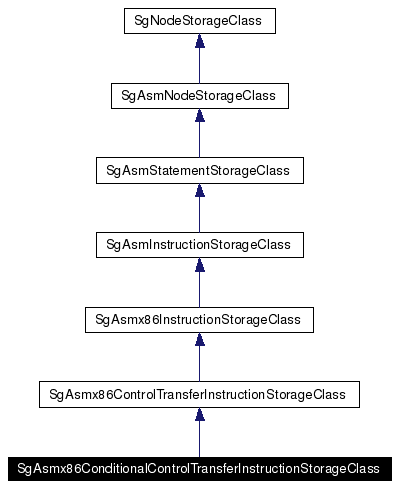 SgNodeStorageClass
SgAsmNodeStorageClass
SgAsmStatementStorageClass
SgAsmInstructionStorageClass
SgAsmx86InstructionStorageClass
SgAsmx86ControlTransferInstructionStorageClass
SgAsmx86ConditionalControlTransferInstructionStorageClass